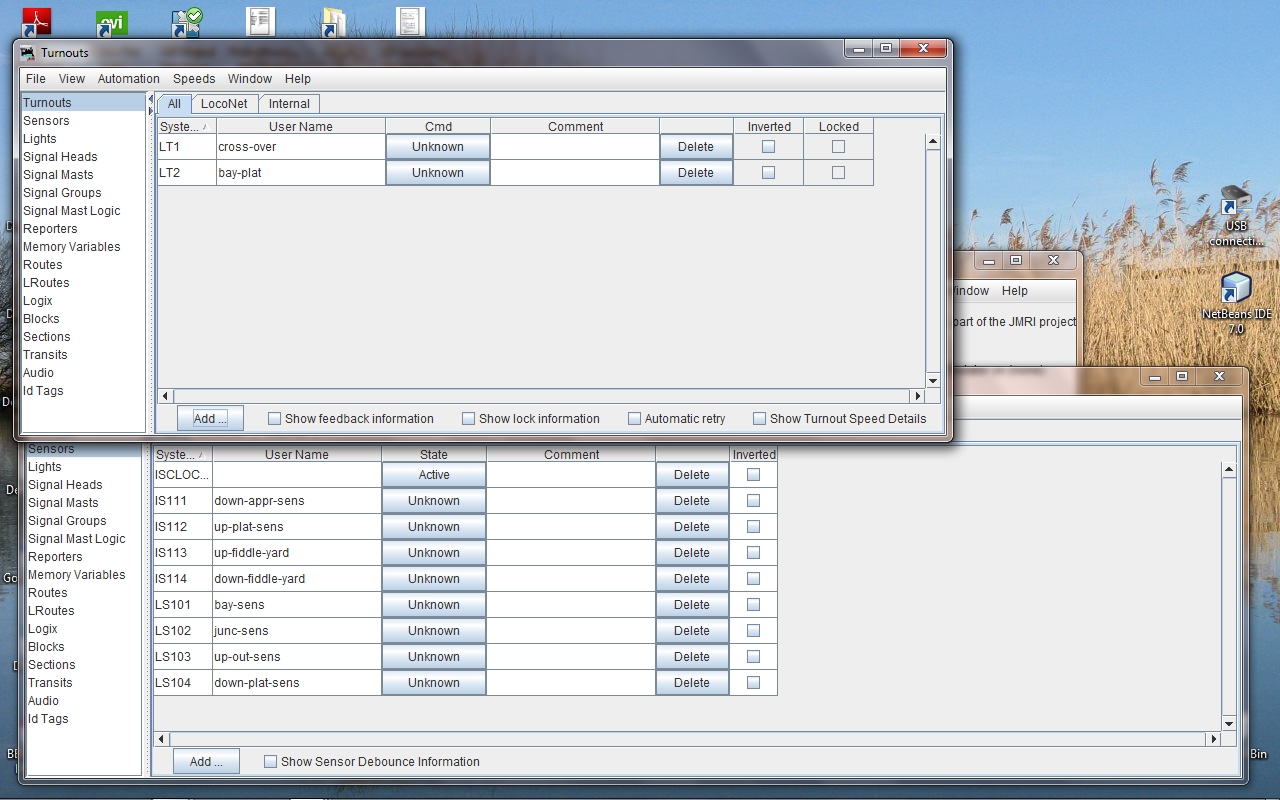 Turnouts
File View Automation Speeds Window Help
Turnouts
Sensors
Lights
Signal Heads
Signal Masts
Signal Groups
Signal Mast Logic
Reporters
Memory Variables
Routes
LRoutes
Logix
Blocks
Sections
Transits
Audio
Id Tags
All LocoNet Internal
Syste... User Name Cmd Comment Inverted Locked
LT1 cross-over Unknown Delete
LT2 bay-plat Unknown Delete
Add ... Show feedback information Show lock information Automatic retry Show Turnout Speed Details
USB
connecti...
Window Help
part of the JMRI project
NetBeans IDE
7.0
Sensors
Lights
Signal Heads
Signal Masts
Signal Groups
Signal Mast Logic
Reporters
Memory Variables
Routes
LRoutes
Logix
Blocks
Sections
Transits
Audio
Id Tags
Syste... User Name State Comment Inverted
ISCLOC... Active Delete
IS111 down-appr-sens Unknown Delete
IS112 up-plat-sens Unknown Delete
IS113 up-fiddle-yard Unknown Delete
IS114 down-fiddle-yard Unknown Delete
LS101 bay-sens Unknown Delete
LS102 junc-sens Unknown Delete
LS103 up-out-sens Unknown Delete
LS104 down-plat-sens Unknown Delete
Add ... Show Sensor Debounce Information
Bin